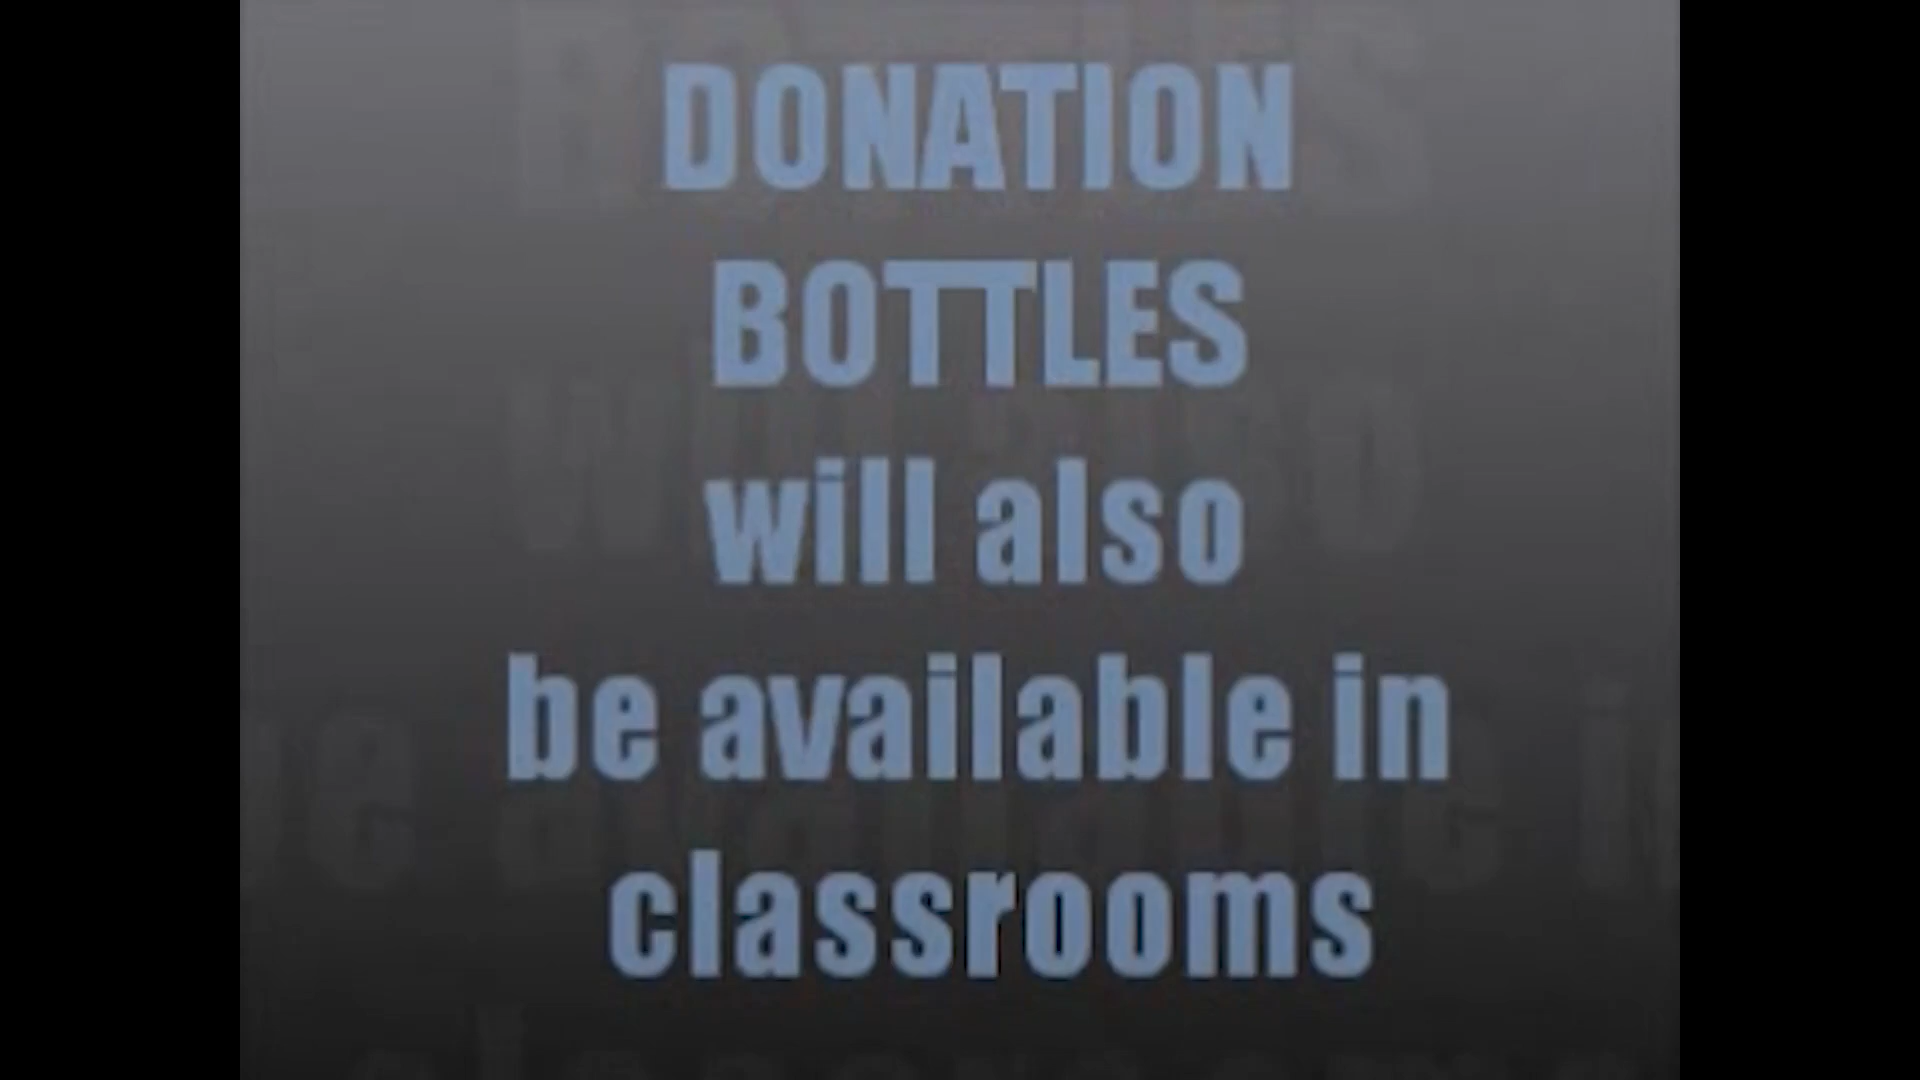 DONATION
BOTTLES
will also
be available in
classrooms